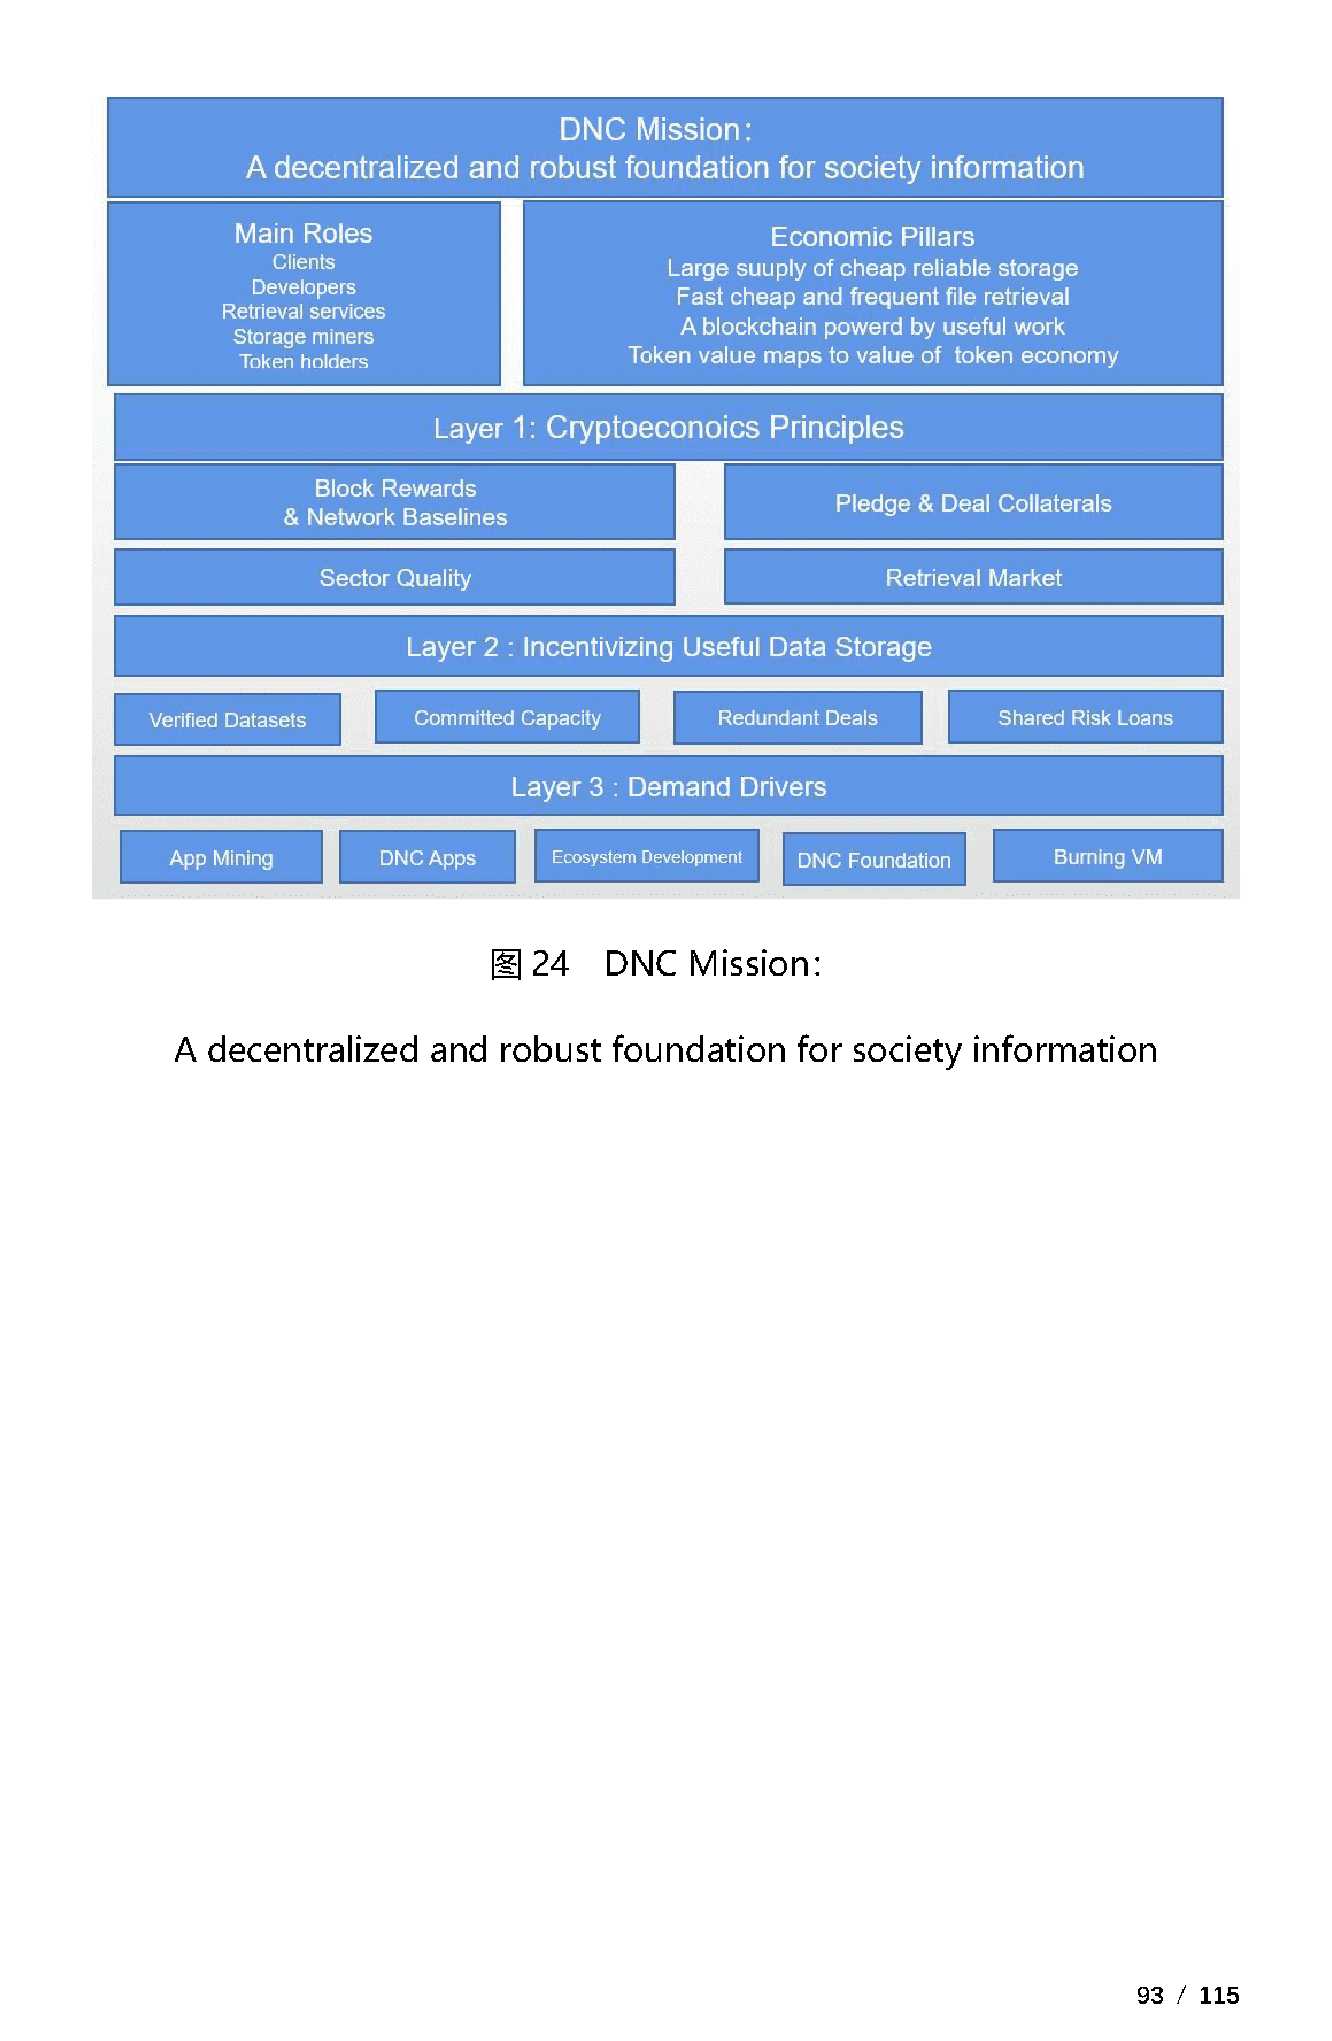 DNC Mission：
A decentralized and robust foundation for society information
Main Roles
Clients
Developers
Retrieval services
Storage miners
Token holders
Economic Pillars
Large suuply of cheap reliable storage
Fast cheap and frequent file retrieval
A blockchain powerd by useful work
Token value maps to value of token economy
Layer 1: Cryptoeconoics Principles
Block Rewards
& Network Baselines
Pledge & Deal Collaterals
Sector Quality
Retrieval Market
Layer 2 : Incentivizing Useful Data Storage
Verified Datasets
Committed Capacity
Redundant Deals
Shared Risk Loans
Layer 3 : Demand Drivers
App Mining
DNC Apps
Ecosystem Development
DNC Foundation
Burning VM
图 24 DNC Mission：
A decentralized and robust foundation for society information
93 / 115